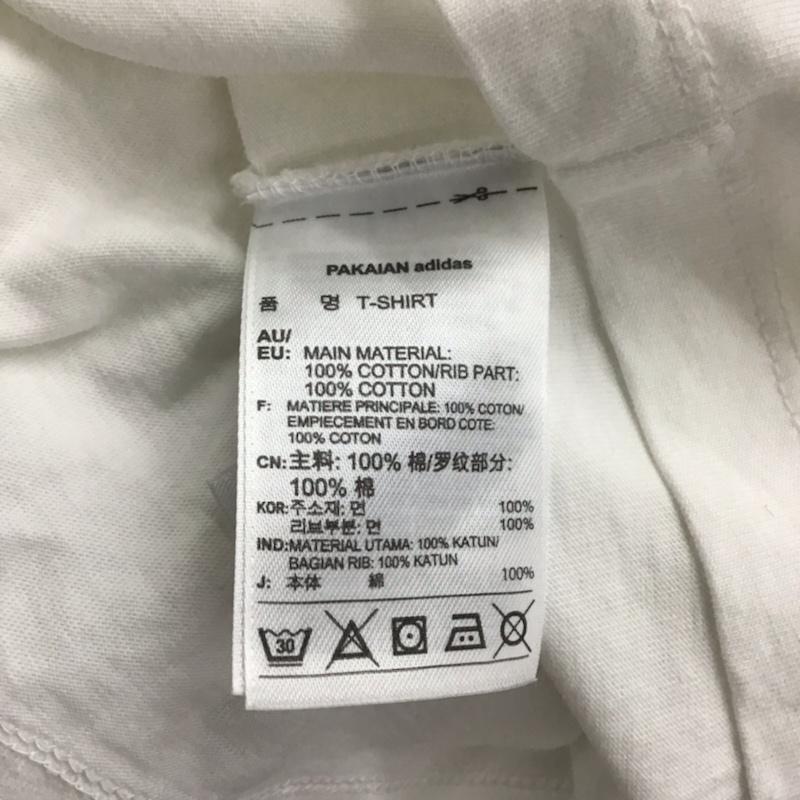 PAKAIAN adidas
품 명 T-SHIRT
AU/
EU: MAIN MATERIAL:
100% COTTON/RIB PART:
100% COTTON
F: MATIERE PRINCIPALE: 100% COTON/
EMPIECEMENT EN BORD COTE:
100% COTON
CN:主料: 100% 棉/罗纹部分:
100% 棉
KOR:주소재: 면 100%
리브부분: 면 100%
IND:MATERIAL UTAMA: 100% KATUN/
BAGIAN RIB: 100% KATUN
J: 本体 綿 100%
30